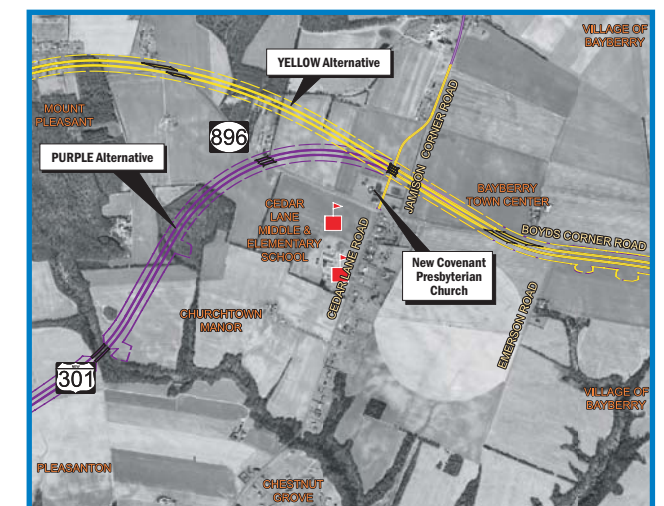 VILLAGE OF
BAYBERRY
YELLOW Alternative
MOUNT
PLEASANT
896
PURPLE Alternative
JAMISON CORNER ROAD
BAYBERRY
TOWN CENTER
CEDAR
LANE
MIDDLE &
ELEMENTARY
SCHOOL
CEDAR LANE ROAD
BOYDS CORNER ROAD
New Covenant
Presbyterian
Church
CHURCHTOWN
MANOR
EMERSON ROAD
301
VILLAGE OF
BAYBERRY
PLEASANTON
CHESTNUT
GROVE